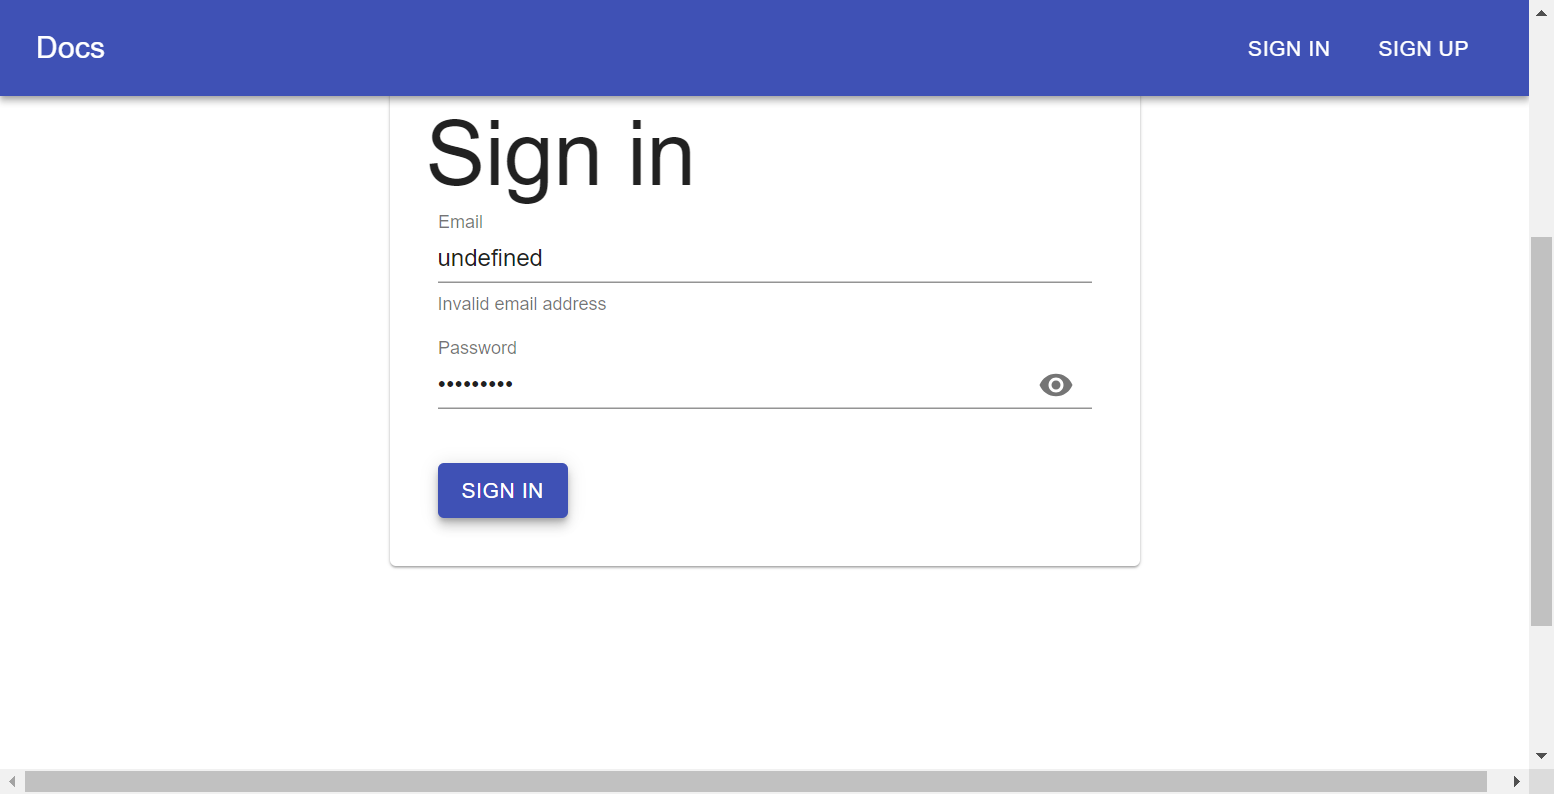 Docs
SIGN IN
SIGN UP
Sign in
Email
undefined
Invalid email address
Password
•••••••••
SIGN IN